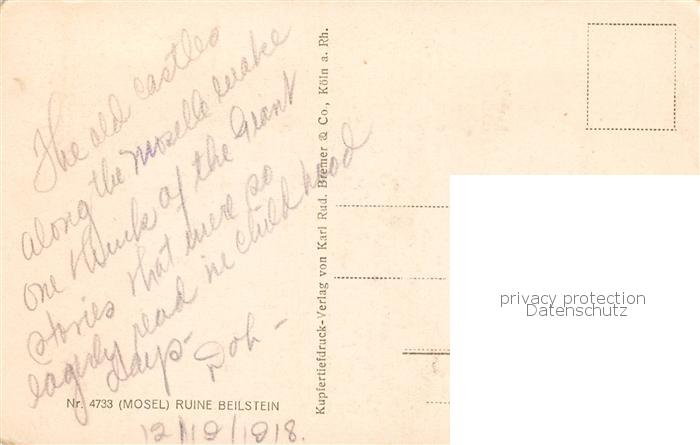 The old castles
along the Moselle make
one think of the Giant
stories that were so
eagerly read in childhood
days -
Nr. 4733 (MOSEL) RUINE BEILSTEIN
12/19/1918.
Kupfertiefdruck-Verlag von Karl Rud. Bremer & Co., Köln a. Rh.
privacy protection
Datenschutz